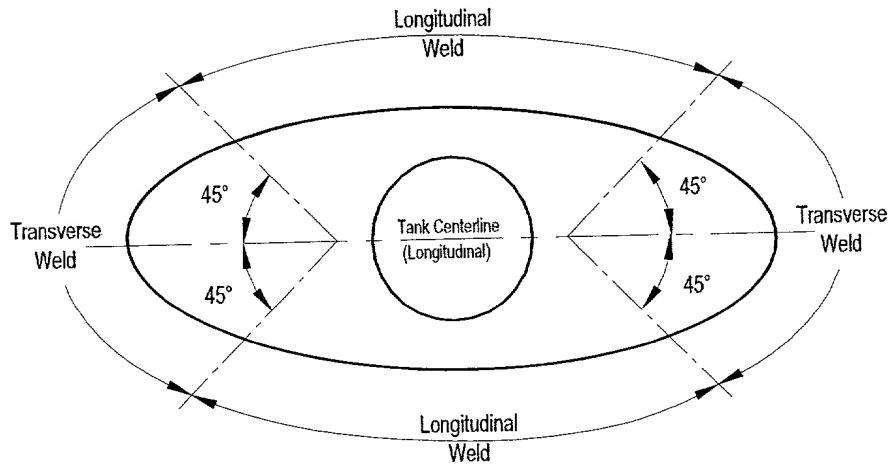 Longitudinal
Weld
45°
45°
Transverse
Weld
Tank Centerline
(Longitudinal)
Transverse
Weld
45°
45°
Longitudinal
Weld